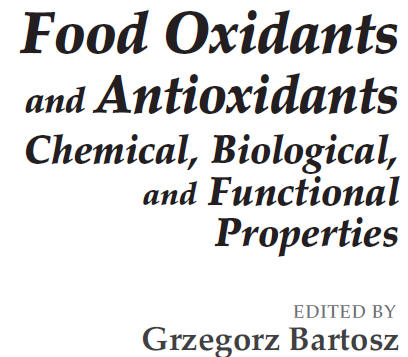 Food Oxidants
and Antioxidants
Chemical, Biological,
and Functional
Properties
EDITED BY
Grzegorz Bartosz